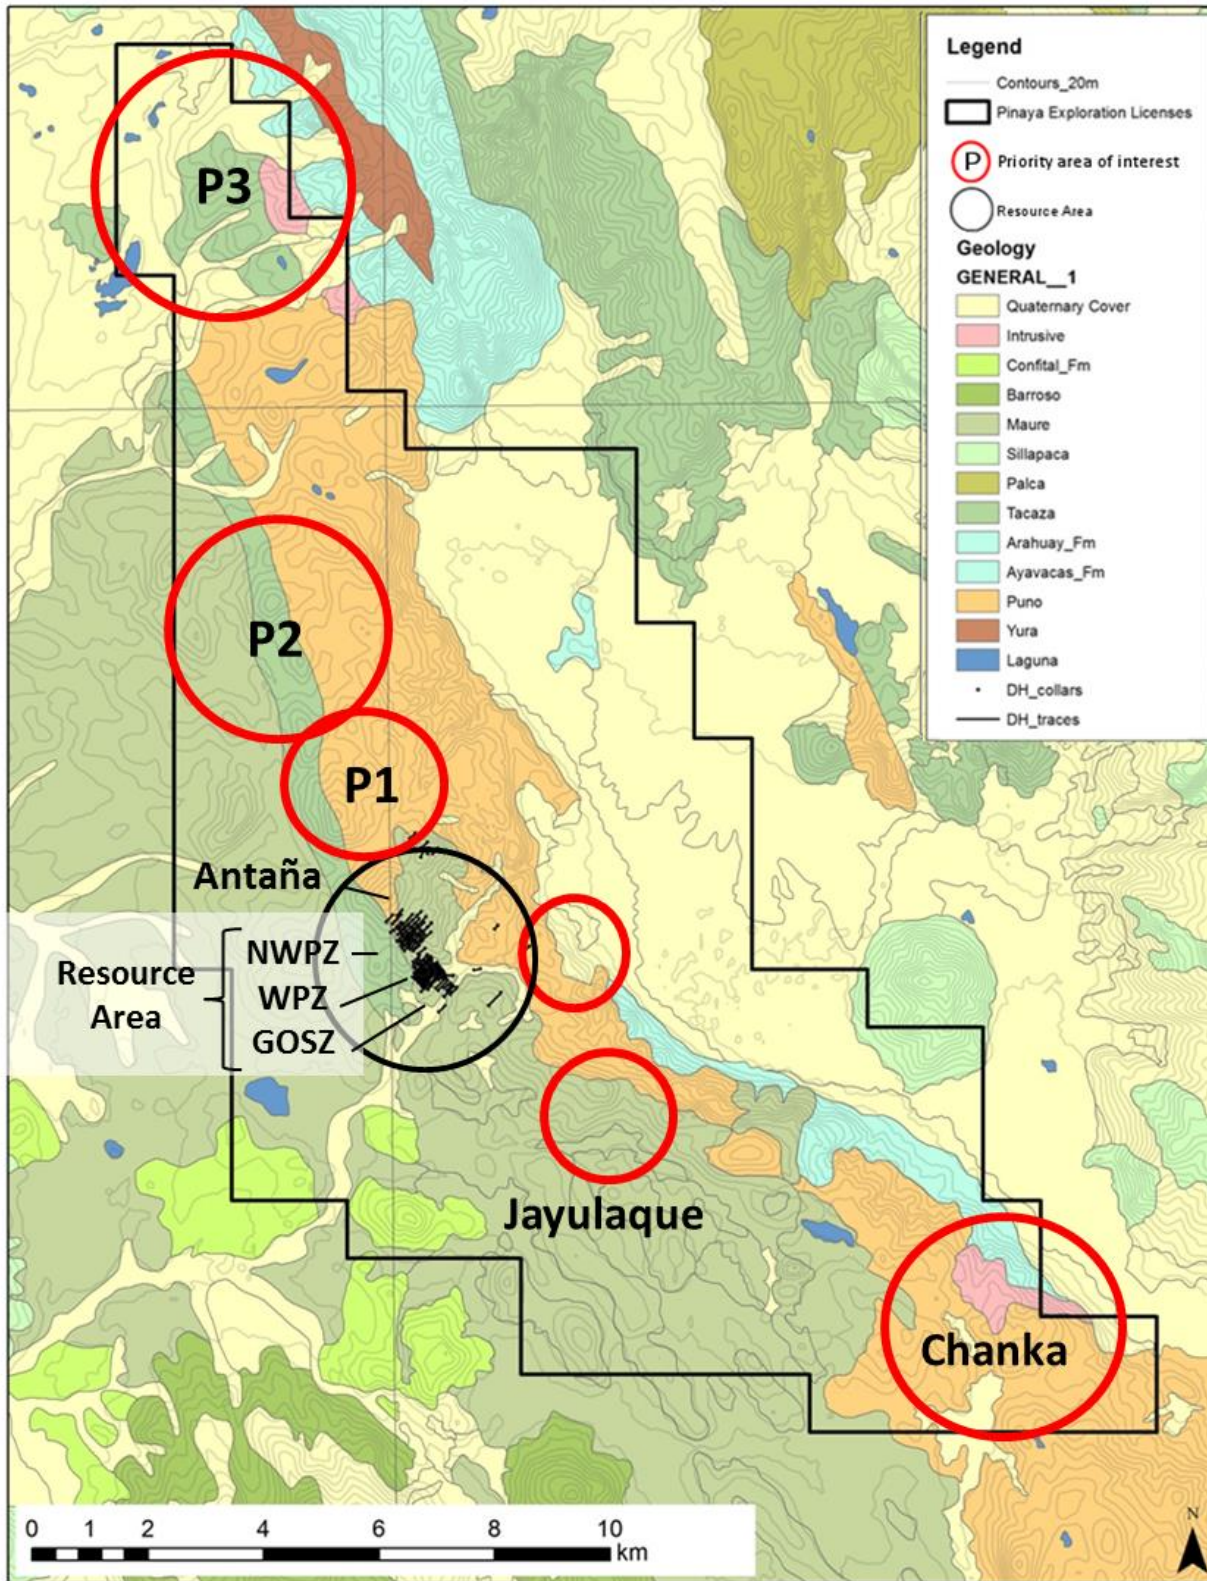 Legend
Contours_20m
Pinaya Exploration Licenses
P Priority area of interest
Resource Area
Geology
GENERAL__1
Quaternary Cover
Intrusive
Confital_Fm
Barroso
Maure
Sillapaca
Palca
Tacaza
Arahuay_Fm
Ayavacas_Fm
Puno
Yura
Laguna
DH_collars
DH_traces
P3
P2
P1
Antaña
Resource
Area
NWPZ
WPZ
GOSZ
Jayulaque
Chanka
0 1 2 4 6 8 10
km
N